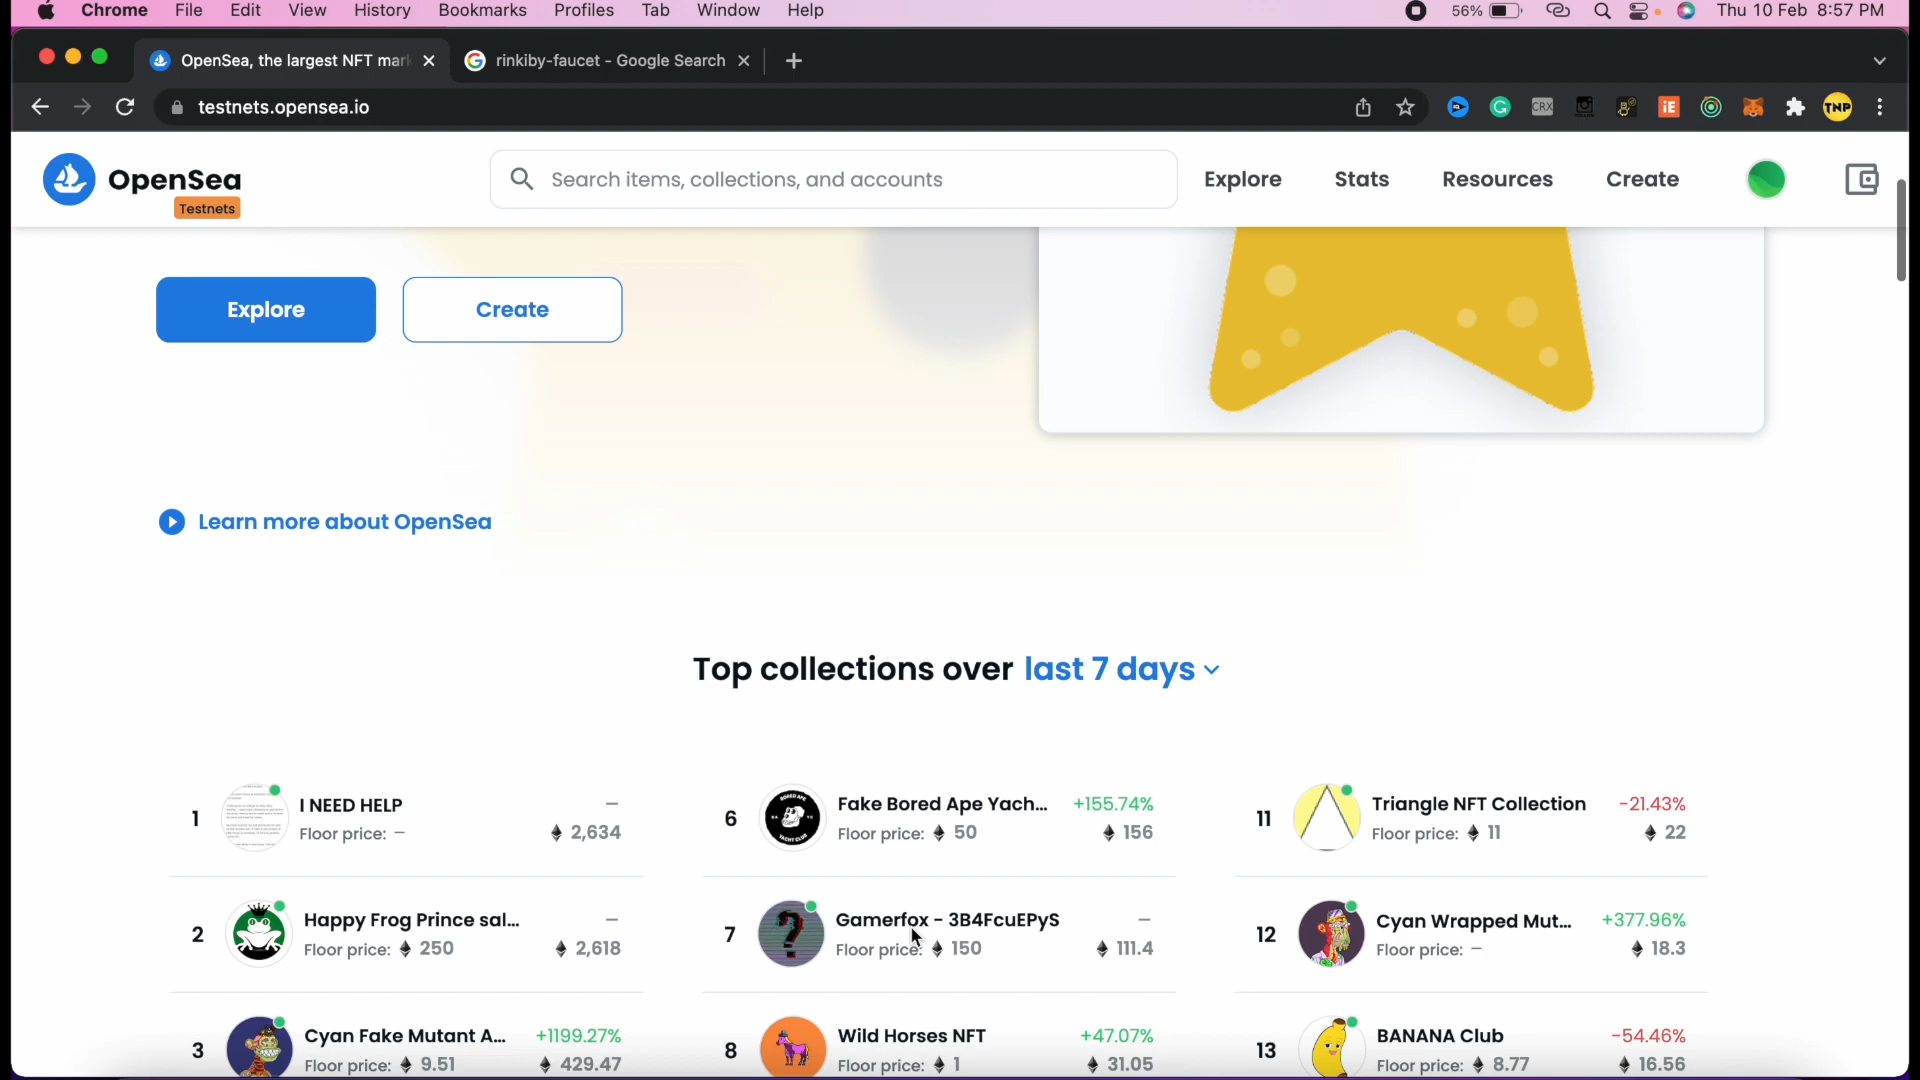 Chrome File Edit View History Bookmarks Profiles Tab Window Help 56% Thu 10 Feb 8:57 PM
OpenSea, the largest NFT mar rinkiby-faucet - Google Search
testnets.opensea.io CRX iE TNP
OpenSea Search items, collections, and accounts Explore Stats Resources Create
Testnets
Explore Create
Learn more about OpenSea
Top collections over last 7 days
1 I NEED HELP —
Floor price: — 2,634
6 Fake Bored Ape Yach... +155.74%
Floor price: 50 156
11 Triangle NFT Collection -21.43%
Floor price: 11 22
2 Happy Frog Prince sal... —
Floor price: 250 2,618
7 Gamerfox - 3B4FcuEPyS —
Floor price: 150 111.4
12 Cyan Wrapped Mut... +377.96%
Floor price: — 18.3
3 Cyan Fake Mutant A... +1199.27%
Floor price: 9.51 429.47
8 Wild Horses NFT +47.07%
Floor price: 1 31.05
13 BANANA Club -54.46%
Floor price: 8.77 16.56